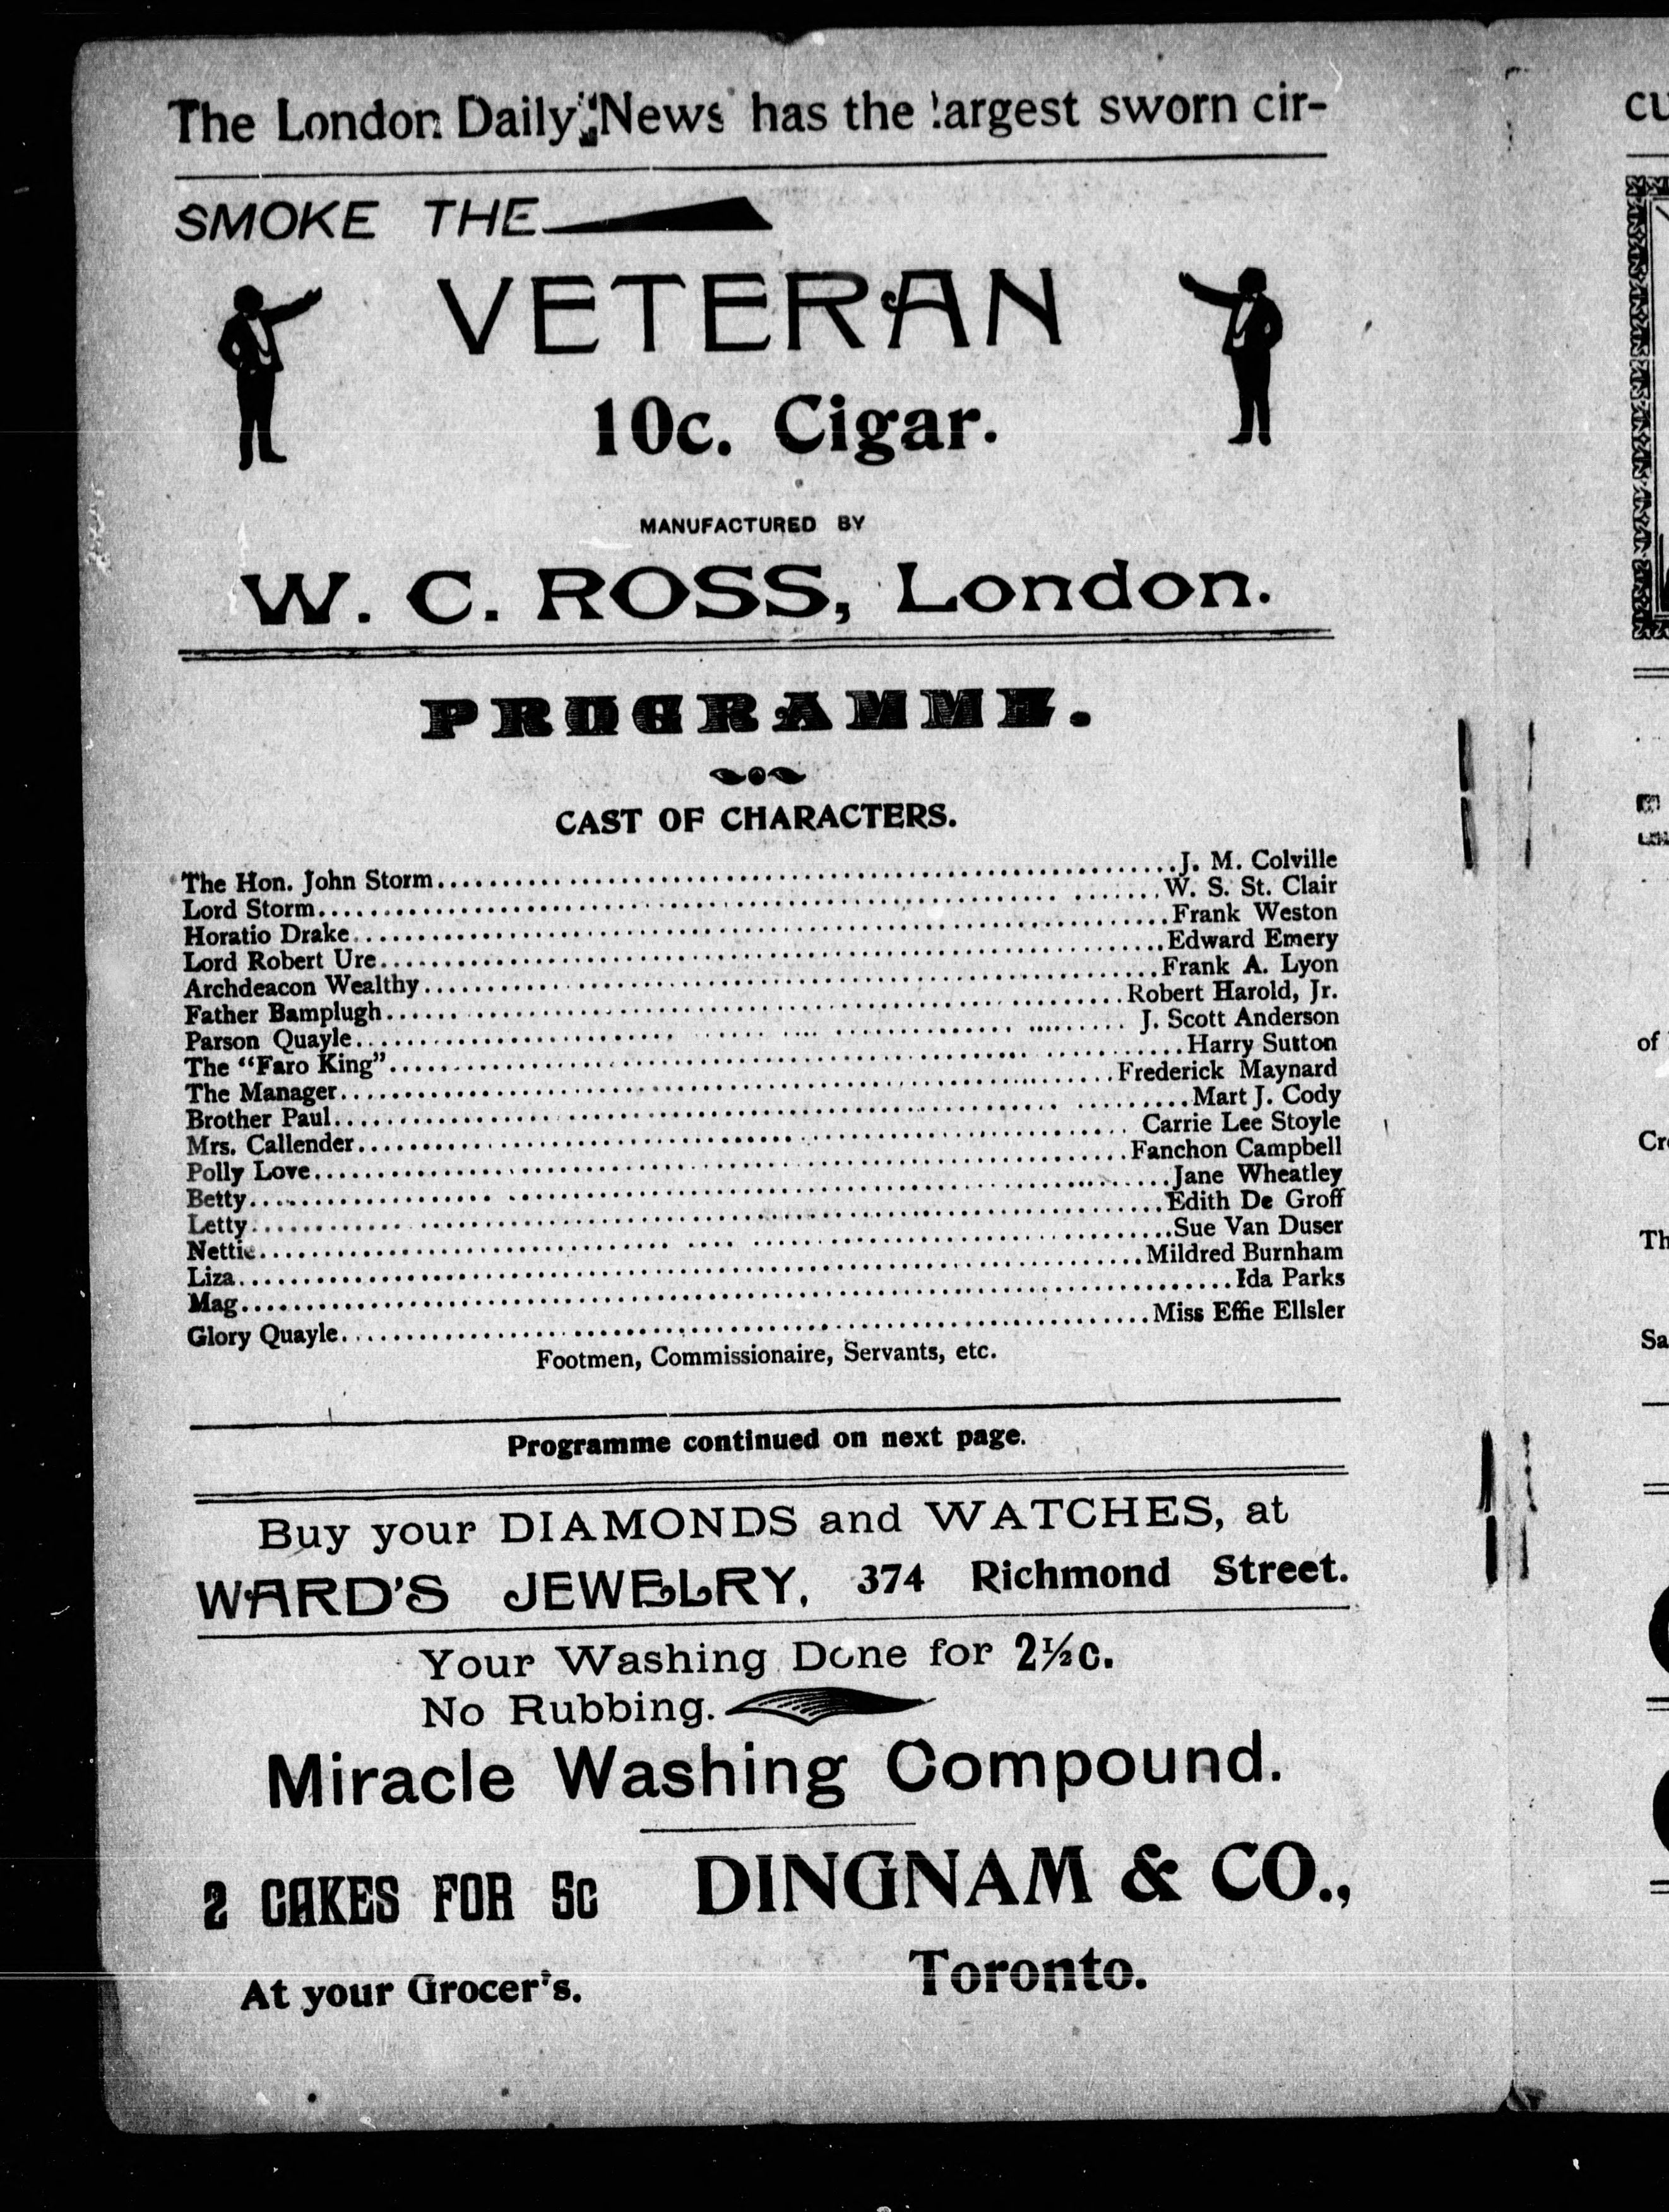 The London Daily "News" has the largest sworn cir-
SMOKE THE
VETERAN
10c. Cigar.
MANUFACTURED BY
W. C. ROSS, London.
PROGRAMME.
CAST OF CHARACTERS.
The Hon. John Storm....................J. M. Colville
Lord Storm....................W. S. St. Clair
Horatio Drake....................Frank Weston
Lord Robert Ure....................Edward Emery
Archdeacon Wealthy....................Frank A. Lyon
Father Bamplugh....................Robert Harold, Jr.
Parson Quayle....................J. Scott Anderson
The "Faro King"....................Harry Sutton
The Manager....................Frederick Maynard
Brother Paul....................Mart J. Cody
Mrs. Callender....................Carrie Lee Stoyle
Polly Love....................Fanchon Campbell
Betty....................Jane Wheatley
Letty....................Edith De Groff
Nettie....................Sue Van Duser
Liza....................Mildred Burnham
Mag....................Ida Parks
Glory Quayle....................Miss Effie Ellsler
Footmen, Commissionaire, Servants, etc.
Programme continued on next page.
Buy your DIAMONDS and WATCHES, at
WARD'S JEWELRY, 374 Richmond Street.
Your Washing Done for 2½c.
No Rubbing.
Miracle Washing Compound.
2 CAKES FOR 5c DINGNAM & CO.,
At your Grocer's. Toronto.
cu
of
Cr
Th
Sa